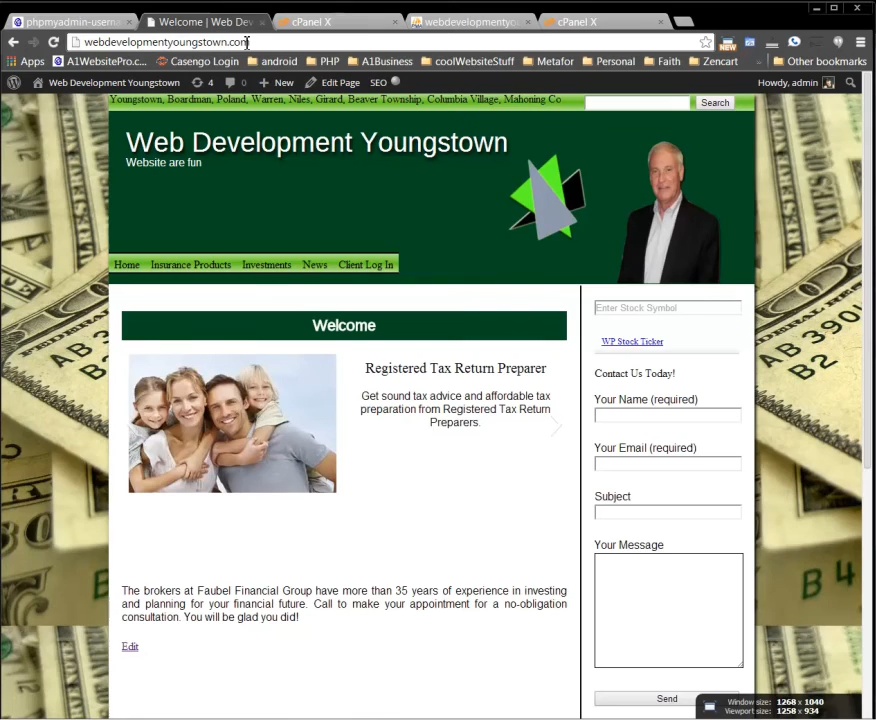 phpmyadmin-userna
Welcome | Web Dev
cPanel X
webdevelopmentyo
cPanel X
webdevelopmentyoungstown.com
NEW
Apps
A1WebsitePro.c...
Casengo Login
android
PHP
A1Business
coolWebsiteStuff
Metafor
Personal
Faith
Zencart
Other bookmarks
Web Development Youngstown
4
0
+ New
Edit Page
SEO
Howdy, admin
Youngstown, Boardman, Poland, Warren, Niles, Girard, Beaver Township, Columbia Village, Mahoning Co
Search
Web Development Youngstown
Website are fun
Home Insurance Products Investments News Client Log In
Welcome
Registered Tax Return Preparer
Get sound tax advice and affordable tax
preparation from Registered Tax Return
Preparers.
The brokers at Faubel Financial Group have more than 35 years of experience in investing
and planning for your financial future. Call to make your appointment for a no-obligation
consultation. You will be glad you did!
Edit
Enter Stock Symbol
WP Stock Ticker
Contact Us Today!
Your Name (required)
Your Email (required)
Subject
Your Message
Send
AB 390
B2
B 4
Window size: 1268 x 1040
Viewport size: 1258 x 934